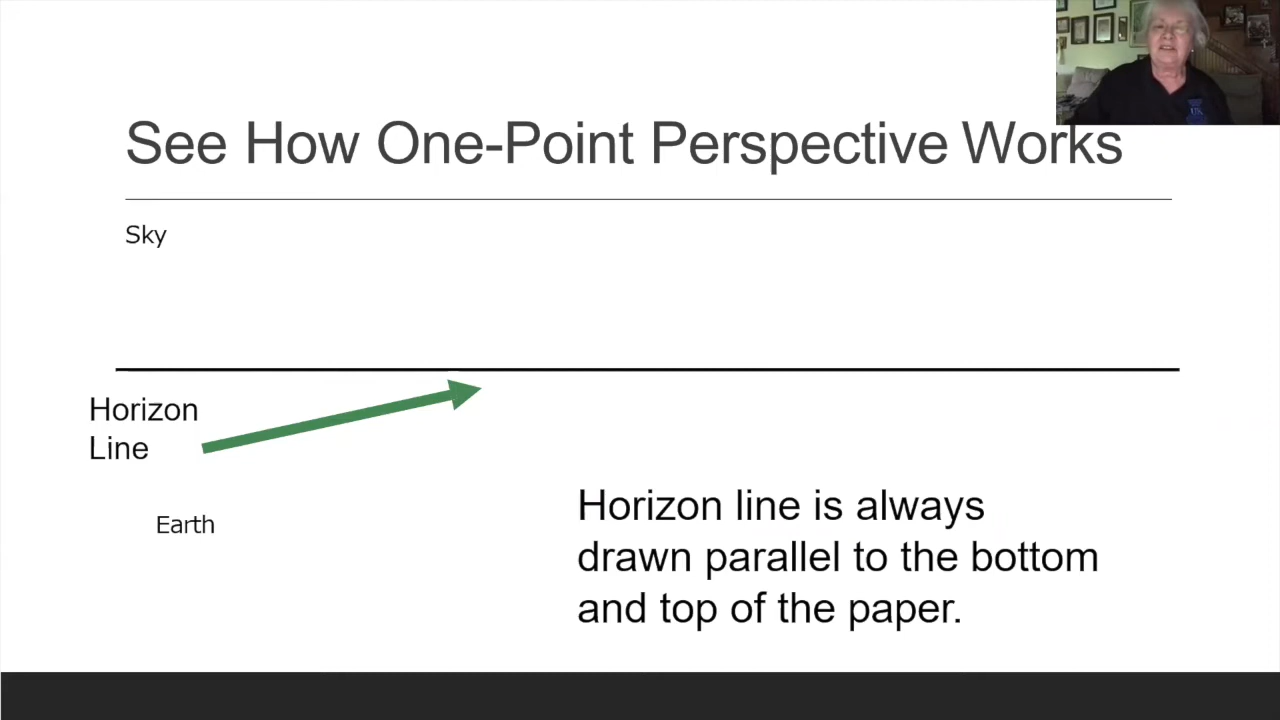 See How One-Point Perspective Works
Sky
Horizon
Line
Earth
Horizon line is always
drawn parallel to the bottom
and top of the paper.